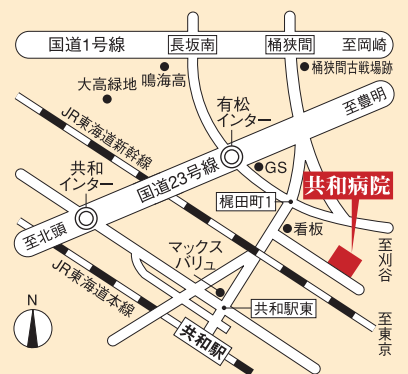 国道1号線
長坂南
桶狭間
至岡崎
鳴海高
桶狭間古戦場跡
大高緑地
至豊明
有松
インター
JR東海道新幹線
GS
共和
インター
国道23号線
共和病院
梶田町1
看板
至北頭
マックス
バリュ
至刈谷
JR東海道本線
共和駅東
至東京
N
共和駅